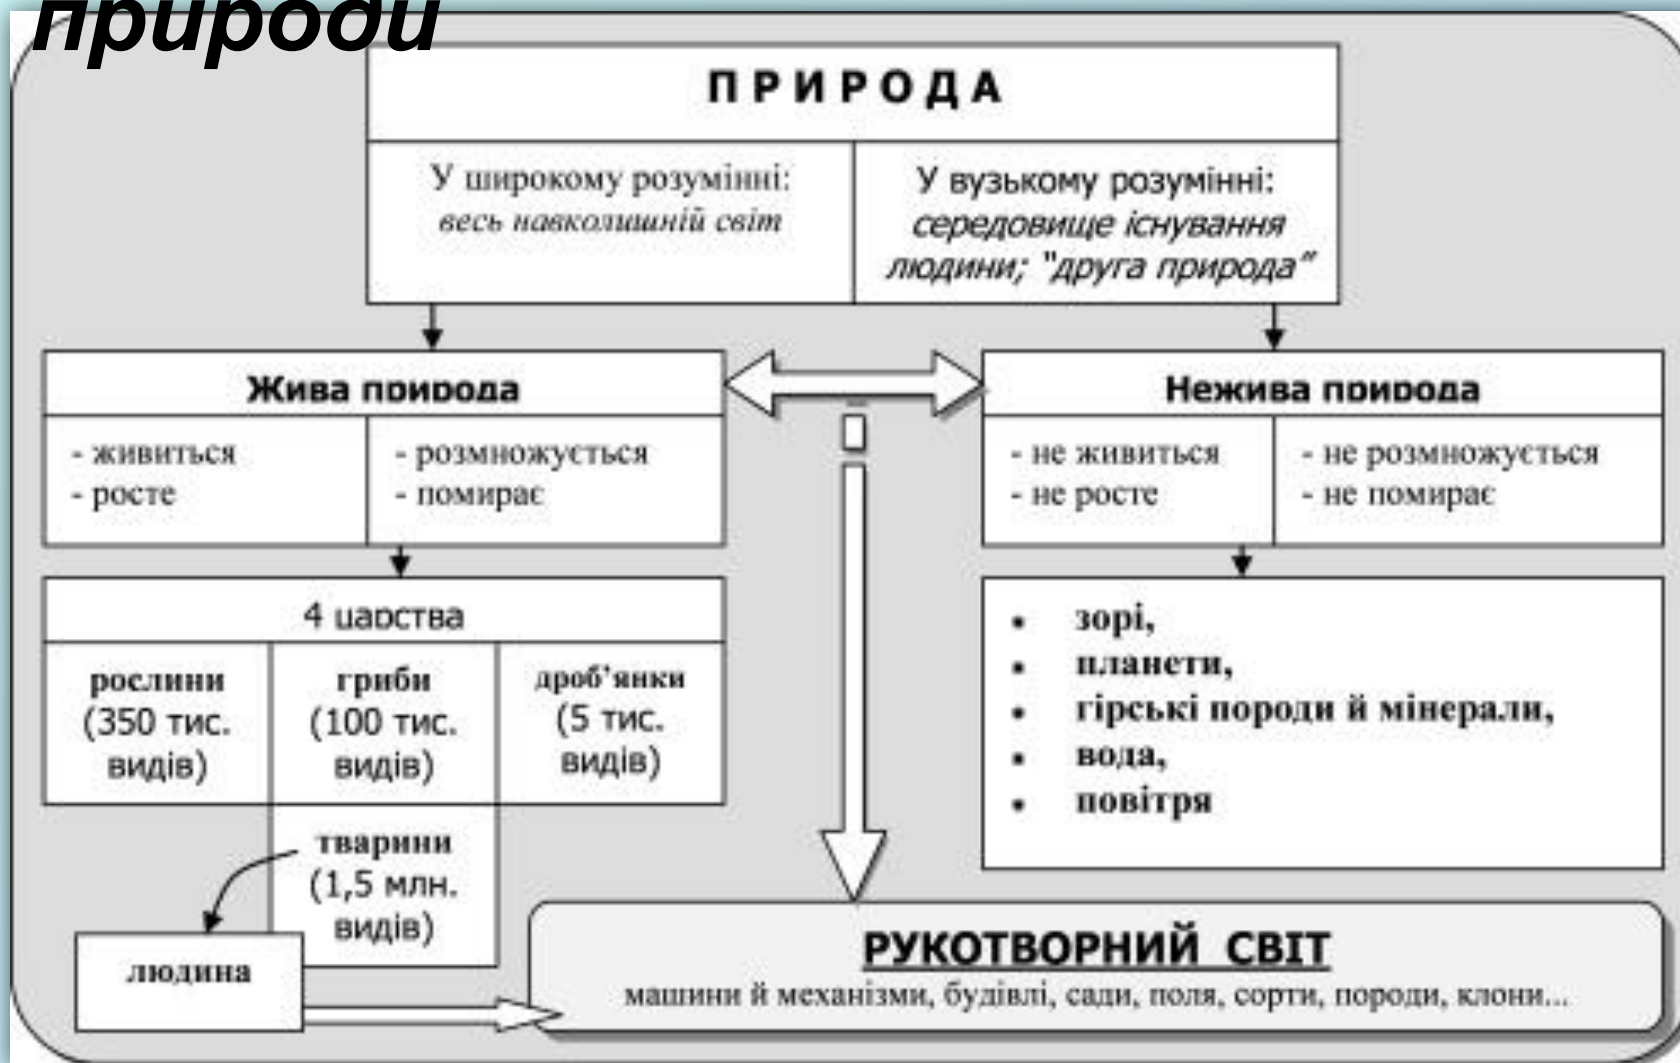 природи
ПРИРОДА
У широкому розумінні:
весь навколишній світ
У вузькому розумінні:
середовище існування
людини; "друга природа"
Жива природа
- живиться
- росте
- розмножується
- помирає
Нежива природа
- не живиться
- не росте
- не розмножується
- не помирає
4 царства
рослини
(350 тис.
видів)
гриби
(100 тис.
видів)
дроб’янки
(5 тис.
видів)
тварини
(1,5 млн.
видів)
людина
• зорі,
• планети,
• гірські породи й мінерали,
• вода,
• повітря
РУКОТВОРНИЙ СВІТ
машини й механізми, будівлі, сади, поля, сорти, породи, клони...